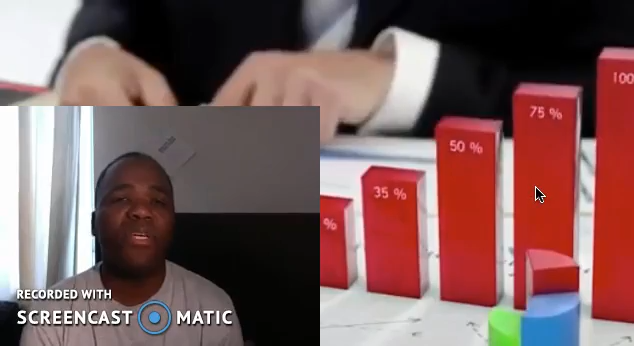 100
75 %
50 %
35 %
%
RECORDED WITH
SCREENCAST MATIC